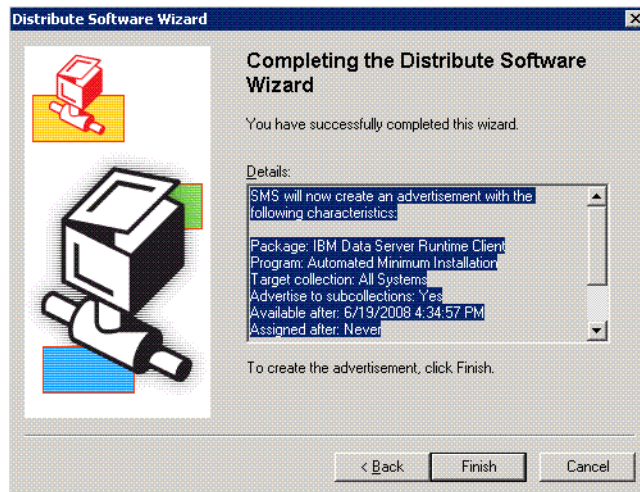 Distribute Software Wizard
Completing the Distribute Software
Wizard
You have successfully completed this wizard.
Details:
SMS will now create an advertisement with the
following characteristics:
Package: IBM Data Server Runtime Client
Program: Automated Minimum Installation
Target collection: All Systems
Advertise to subcollections: Yes
Available after: 6/19/2008 4:34:57 PM
Assigned after: Never
To create the advertisement, click Finish.
< Back
Finish
Cancel